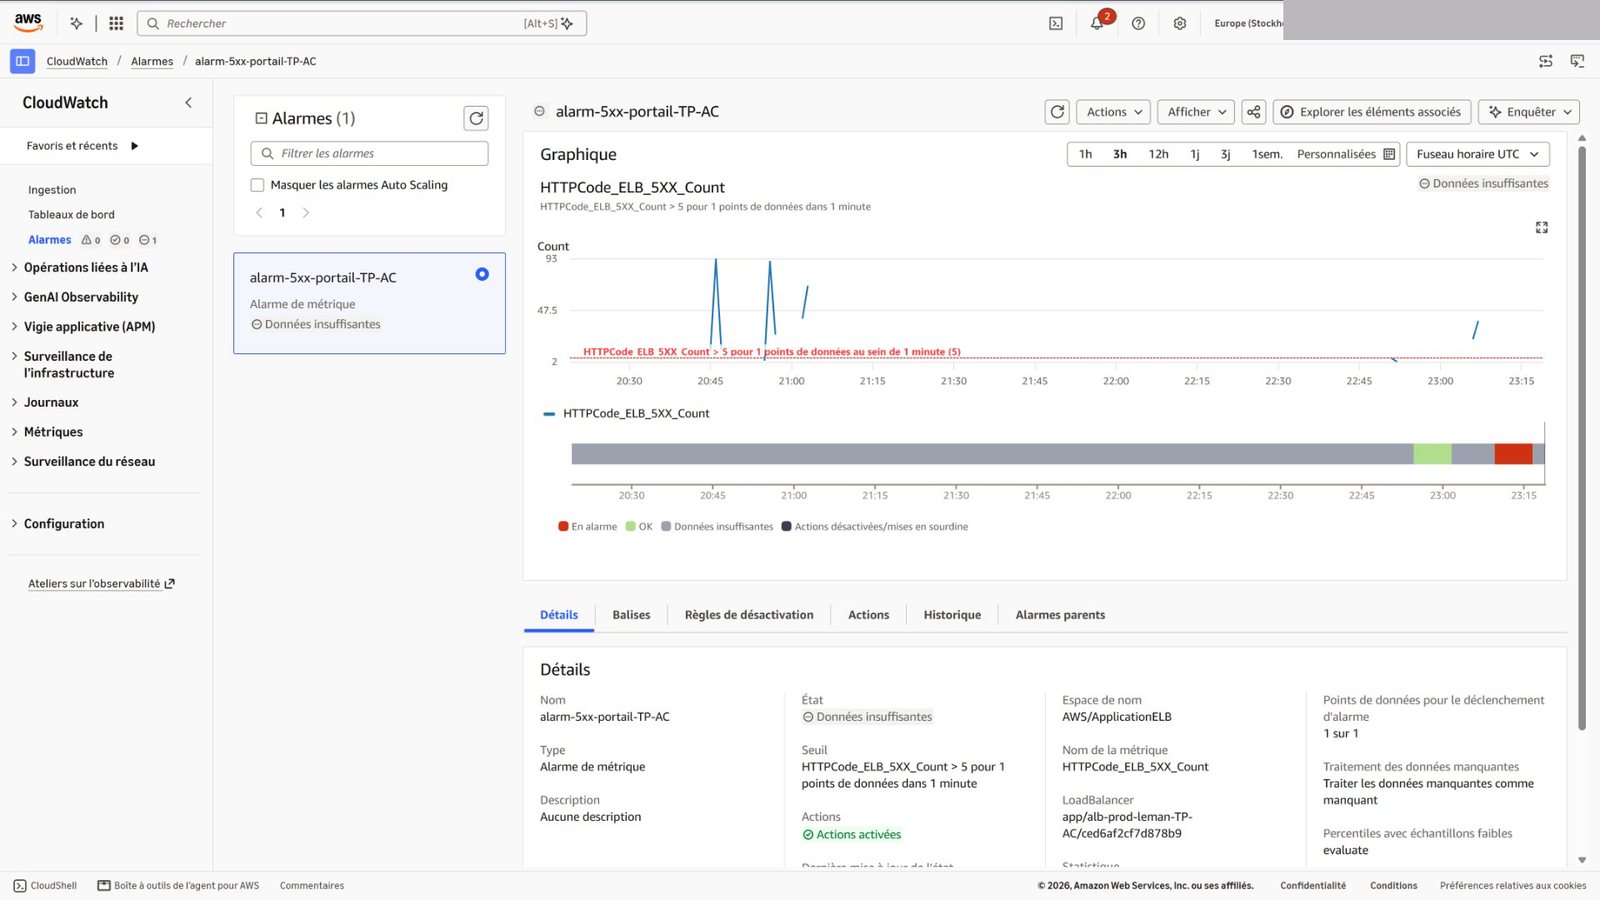 aws
Rechercher
[Alt+S]
2
Europe (Stockh
CloudWatch / Alarmes / alarm-5xx-portail-TP-AC
CloudWatch
Favoris et récents
Ingestion
Tableaux de bord
Alarmes 0 0 1
Opérations liées à l'IA
GenAI Observability
Vigie applicative (APM)
Surveillance de
l'infrastructure
Journaux
Métriques
Surveillance du réseau
Configuration
Ateliers sur l'observabilité
Alarmes (1)
Filtrer les alarmes
Masquer les alarmes Auto Scaling
1
alarm-5xx-portail-TP-AC
Alarme de métrique
Données insuffisantes
alarm-5xx-portail-TP-AC
Actions
Afficher
Explorer les éléments associés
Enquêter
Graphique
1h 3h 12h 1j 3j 1sem. Personnalisées
Fuseau horaire UTC
HTTPCode_ELB_5XX_Count
Données insuffisantes
HTTPCode_ELB_5XX_Count > 5 pour 1 points de données dans 1 minute
Count
93
47.5
2
HTTPCode_ELB_5XX_Count > 5 pour 1 points de données au sein de 1 minute (5)
20:30 20:45 21:00 21:15 21:30 21:45 22:00 22:15 22:30 22:45 23:00 23:15
HTTPCode_ELB_5XX_Count
20:30 20:45 21:00 21:15 21:30 21:45 22:00 22:15 22:30 22:45 23:00 23:15
En alarme OK Données insuffisantes Actions désactivées/mises en sourdine
Détails Balises Règles de désactivation Actions Historique Alarmes parents
Détails
Nom
alarm-5xx-portail-TP-AC
Type
Alarme de métrique
Description
Aucune description
État
Données insuffisantes
Seuil
HTTPCode_ELB_5XX_Count > 5 pour 1
points de données dans 1 minute
Actions
Actions activées
Dernière mise à jour de l'état
Espace de nom
AWS/ApplicationELB
Nom de la métrique
HTTPCode_ELB_5XX_Count
LoadBalancer
app/alb-prod-leman-TP-
AC/ced6af2cf7d878b9
Statistique
Points de données pour le déclenchement
d'alarme
1 sur 1
Traitement des données manquantes
Traiter les données manquantes comme
manquant
Percentiles avec échantillons faibles
evaluate
CloudShell
Boîte à outils de l'agent pour AWS
Commentaires
© 2026, Amazon Web Services, Inc. ou ses affiliés.
Confidentialité
Conditions
Préférences relatives aux cookies